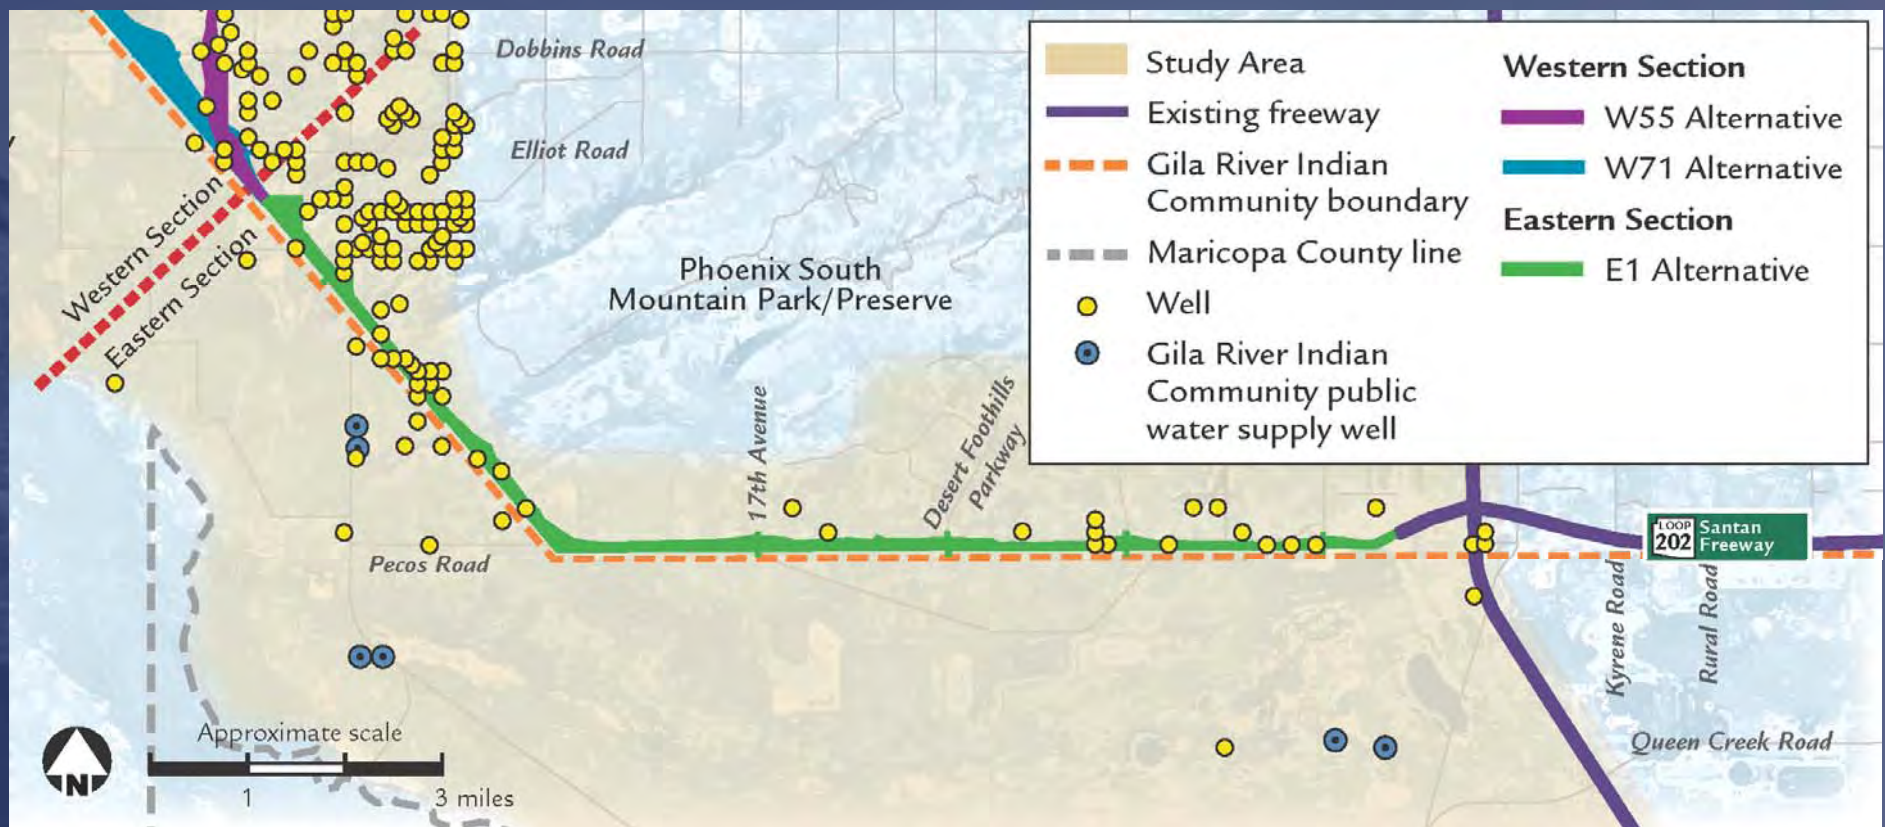 Dobbins Road
Elliot Road
Western Section
Eastern Section
Phoenix South
Mountain Park/Preserve
17th Avenue
Desert Foothills
Parkway
Pecos Road
Kyrene Road
Rural Road
Queen Creek Road
LOOP
202
Santan
Freeway
Approximate scale
1
3 miles
N
Study Area
Existing freeway
Gila River Indian
Community boundary
Maricopa County line
Well
Gila River Indian
Community public
water supply well
Western Section
W55 Alternative
W71 Alternative
Eastern Section
E1 Alternative